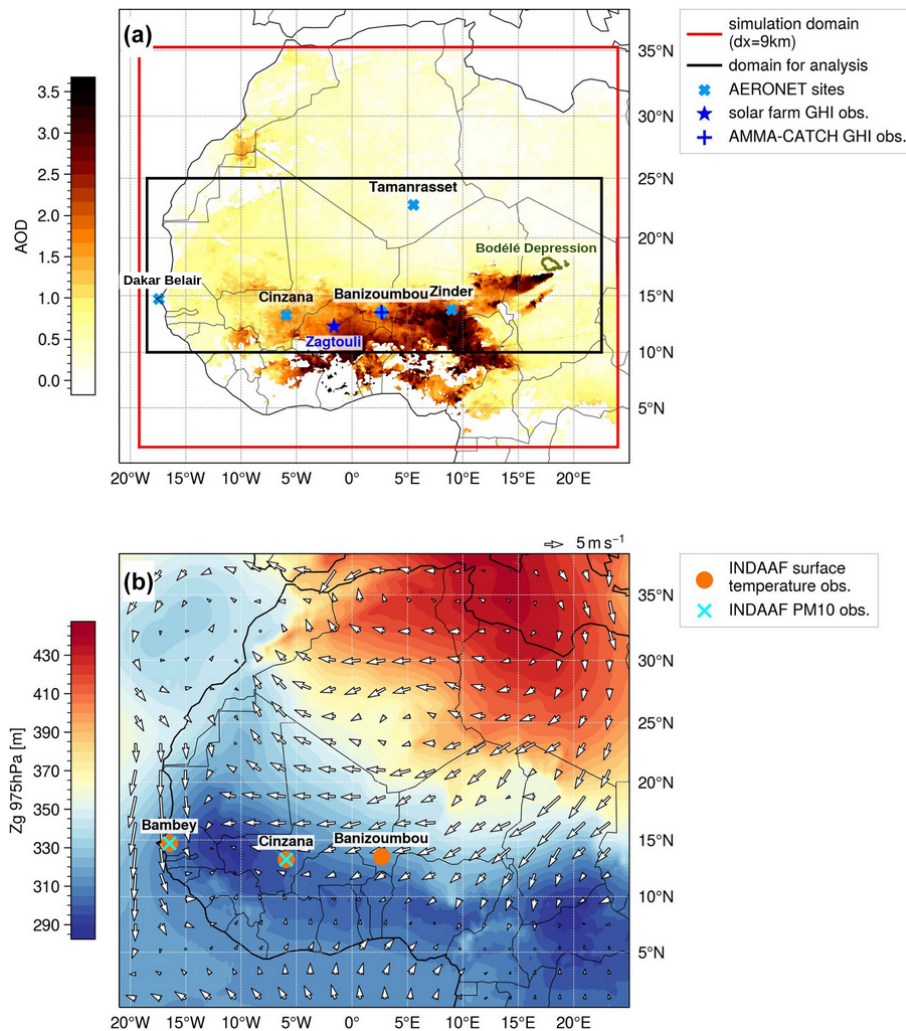 (a)
simulation domain
(dx=9km)
domain for analysis
AERONET sites
solar farm GHI obs.
AMMA-CATCH GHI obs.
AOD
3.5
3.0
2.5
2.0
1.5
1.0
0.5
0.0
35°N
30°N
25°N
20°N
15°N
10°N
5°N
Tamanrasset
Bodélé Depression
Dakar Belair
Cinzana
Banizoumbou
Zinder
Zagtouli
20°W 15°W 10°W 5°W 0° 5°E 10°E 15°E 20°E
5 m s⁻¹
(b)
INDAAF surface
temperature obs.
INDAAF PM10 obs.
Zg 975hPa [m]
430
410
390
370
350
330
310
290
35°N
30°N
25°N
20°N
15°N
10°N
5°N
Bambey
Cinzana
Banizoumbou
20°W 15°W 10°W 5°W 0° 5°E 10°E 15°E 20°E